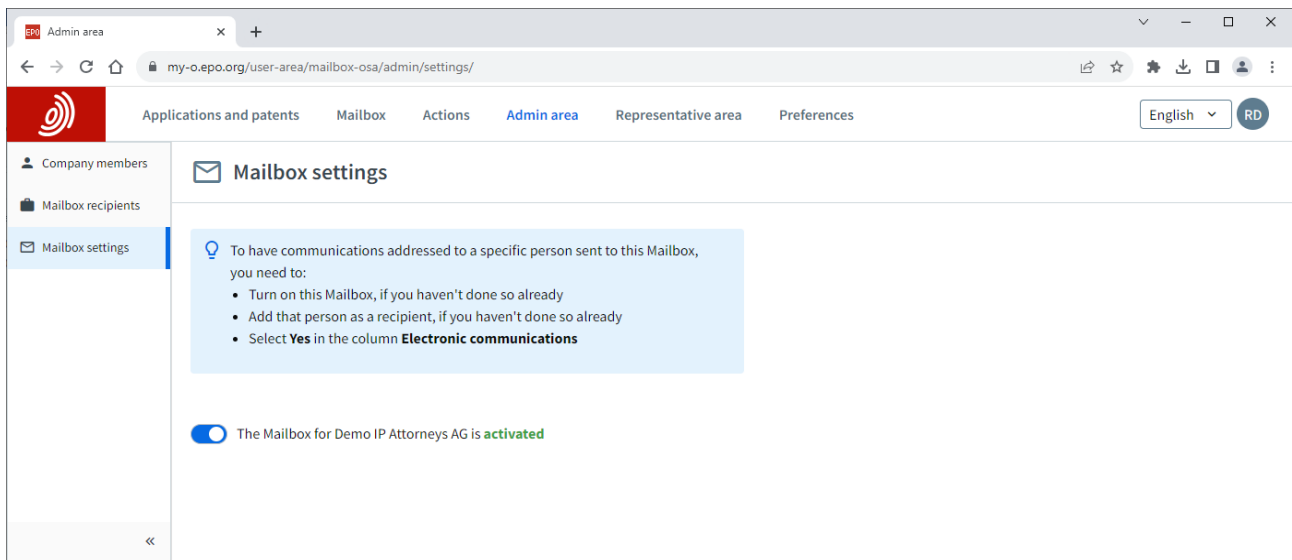 EPO Admin area
my-o.epo.org/user-area/mailbox-osa/admin/settings/
Applications and patents Mailbox Actions Admin area Representative area Preferences English RD
Company members
Mailbox recipients
Mailbox settings
Mailbox settings
To have communications addressed to a specific person sent to this Mailbox,
you need to:
• Turn on this Mailbox, if you haven't done so already
• Add that person as a recipient, if you haven't done so already
• Select Yes in the column Electronic communications
The Mailbox for Demo IP Attorneys AG is activated